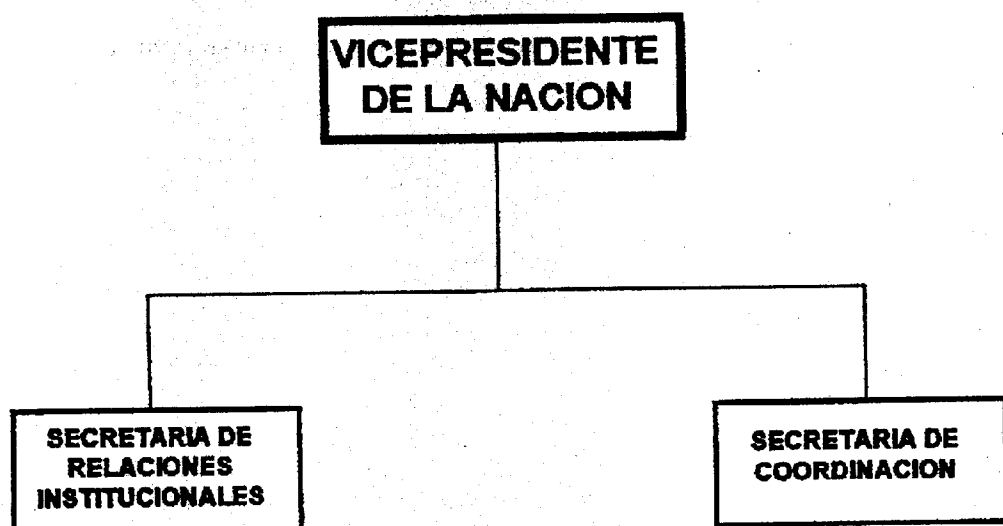 VICEPRESIDENTE
DE LA NACION
SECRETARIA DE
RELACIONES
INSTITUCIONALES
SECRETARIA DE
COORDINACION